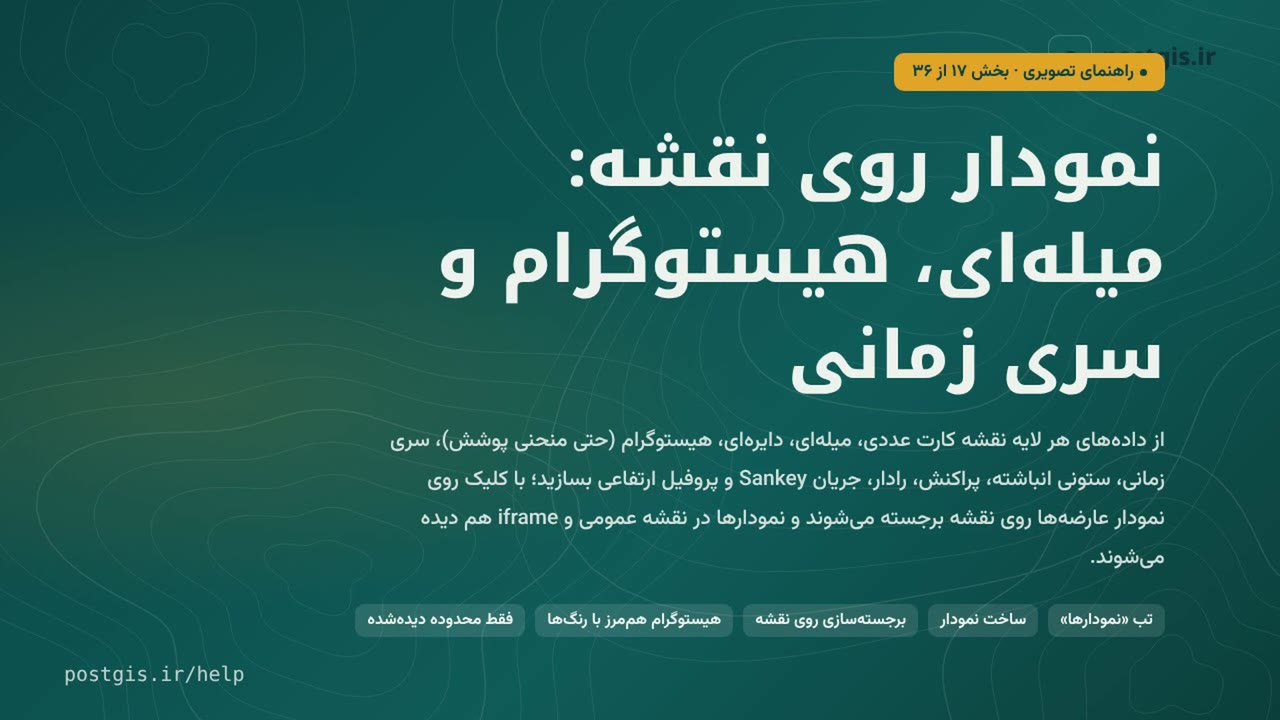 gis.ir
• راهنمای تصویری · بخش ۱۷ از ۳۶
نمودار روی نقشه:
میله‌ای، هیستوگرام و
سری زمانی
از داده‌های هر لایه نقشه کارت عددی، میله‌ای، دایره‌ای، هیستوگرام (حتی منحنی پوشش)، سری
زمانی، ستونی انباشته، پراکنش، رادار، جریان Sankey و پروفیل ارتفاعی بسازید؛ با کلیک روی
نمودار عارضه‌ها روی نقشه برجسته می‌شوند و نمودارها در نقشه عمومی و iframe هم دیده
می‌شوند.
تب «نمودارها»
ساخت نمودار
برجسته‌سازی روی نقشه
هیستوگرام هم‌مرز با رنگ‌ها
فقط محدوده دیده‌شده
postgis.ir/help